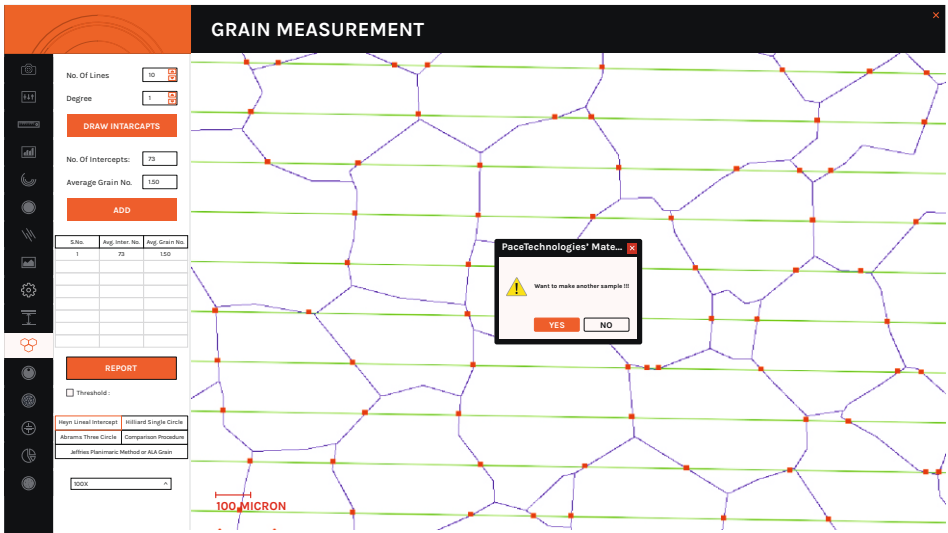 GRAIN MEASUREMENT
No. Of Lines 10
Degree 1
DRAW INTARCAPTS
No. Of Intercepts: 73
Average Grain No. 1.50
ADD
S.No. Avg. Inter. No. Avg. Grain No.
1 73 1.50
REPORT
Threshold :
Heyn Lineal Intercept Hilliard Single Circle
Abrams Three Circle Comparison Procedure
Jeffries Planimaric Method or ALA Grain
100X
PaceTechnologies' Mate...
Want to make another sample !!!
YES NO
100 MICRON